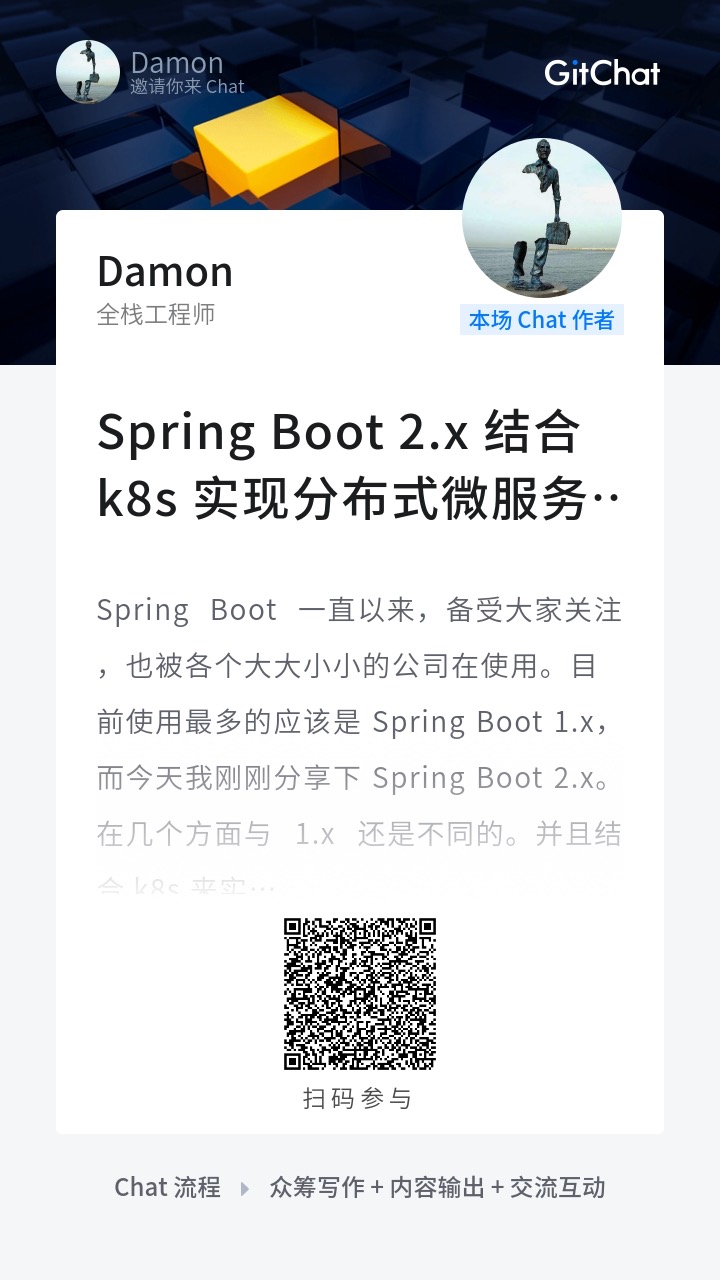 Damon
邀请你来 Chat
GitChat
Damon
全栈工程师
本场 Chat 作者
Spring Boot 2.x 结合
k8s 实现分布式微服务··
Spring Boot 一直以来，备受大家关注
，也被各个大大小小的公司在使用。目
前使用最多的应该是 Spring Boot 1.x，
而今天我刚刚分享下 Spring Boot 2.x。
在几个方面与 1.x 还是不同的。并且结
合 k8s 来实…
扫码参与
Chat 流程 ▸ 众筹写作 + 内容输出 + 交流互动